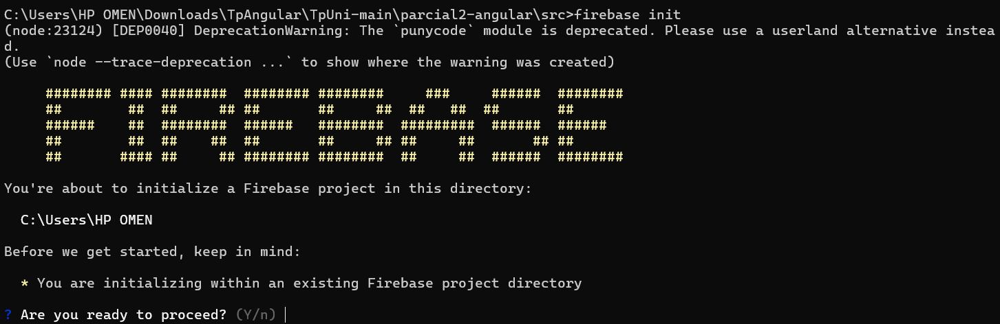 C:\Users\HP OMEN\Downloads\TpAngular\TpUni-main\parcial2-angular\src>firebase init
(node:23124) [DEP0040] DeprecationWarning: The `punycode` module is deprecated. Please use a userland alternative instea
d.
(Use `node --trace-deprecation ...` to show where the warning was created)
     ######## #### ########  ######## ########     ###     ######  ########
     ##        ##  ##     ## ##       ##     ##  ##   ##  ##       ##
     ######    ##  ########  ######   ########  #########  ######  ######
     ##        ##  ##    ##  ##       ##     ## ##     ##       ## ##
     ##       #### ##     ## ######## ########  ##     ##  ######  ########
You're about to initialize a Firebase project in this directory:
  C:\Users\HP OMEN
Before we get started, keep in mind:
  * You are initializing within an existing Firebase project directory
? Are you ready to proceed? (Y/n)